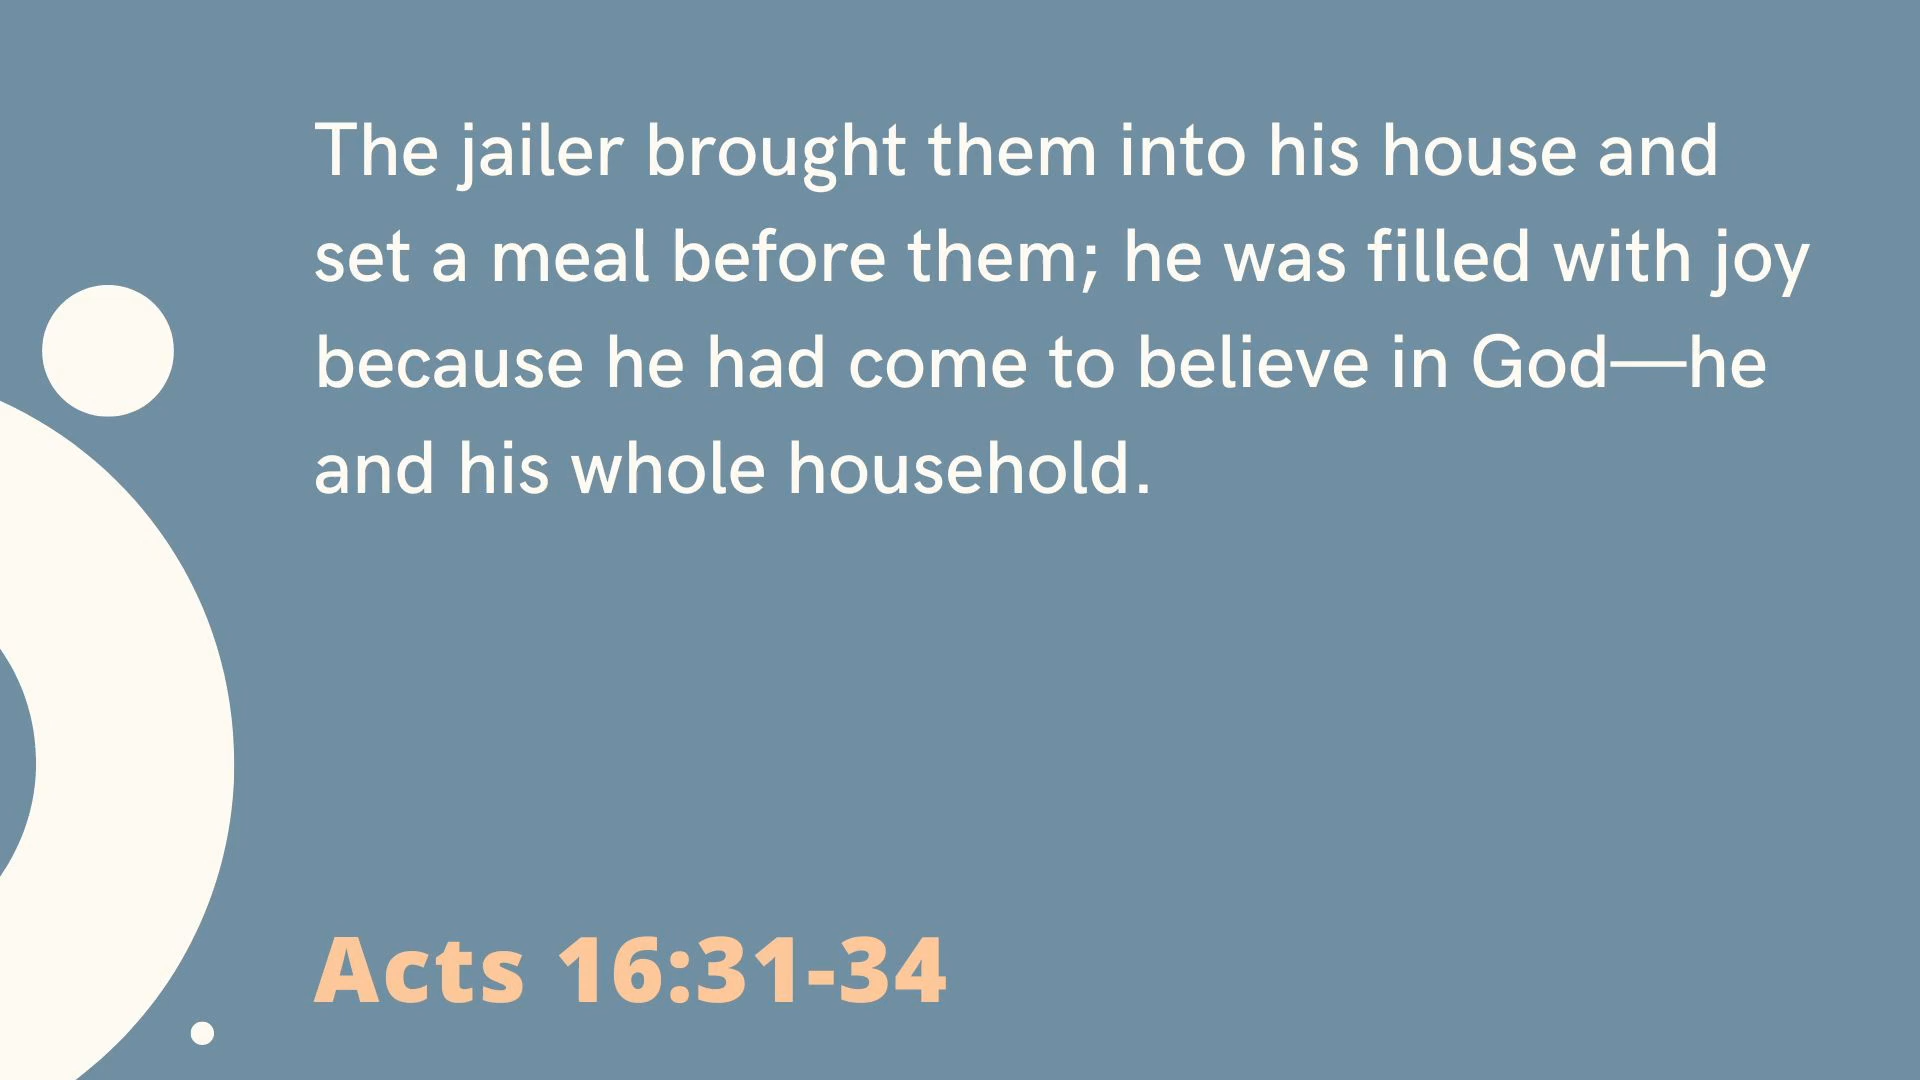 The jailer brought them into his house and
set a meal before them; he was filled with joy
because he had come to believe in God—he
and his whole household.
Acts 16:31-34